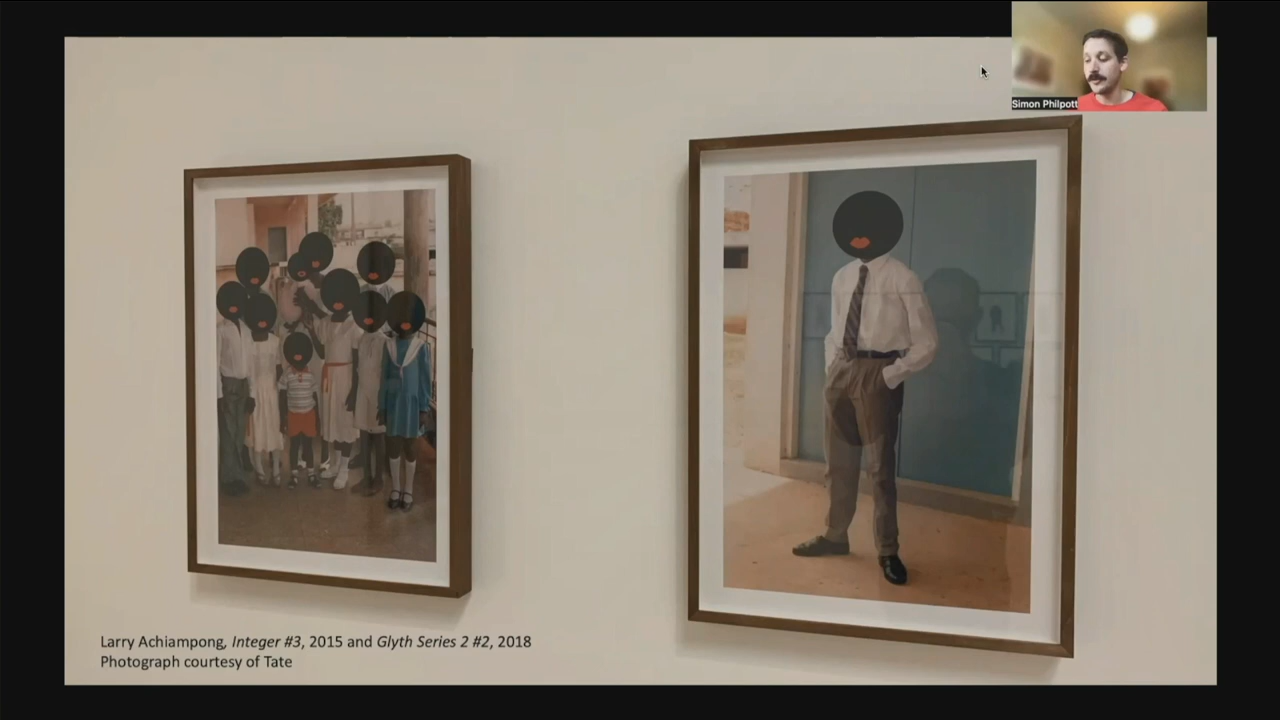 Simon Philpott
Larry Achiampong, Integer #3, 2015 and Glyth Series 2 #2, 2018
Photograph courtesy of Tate